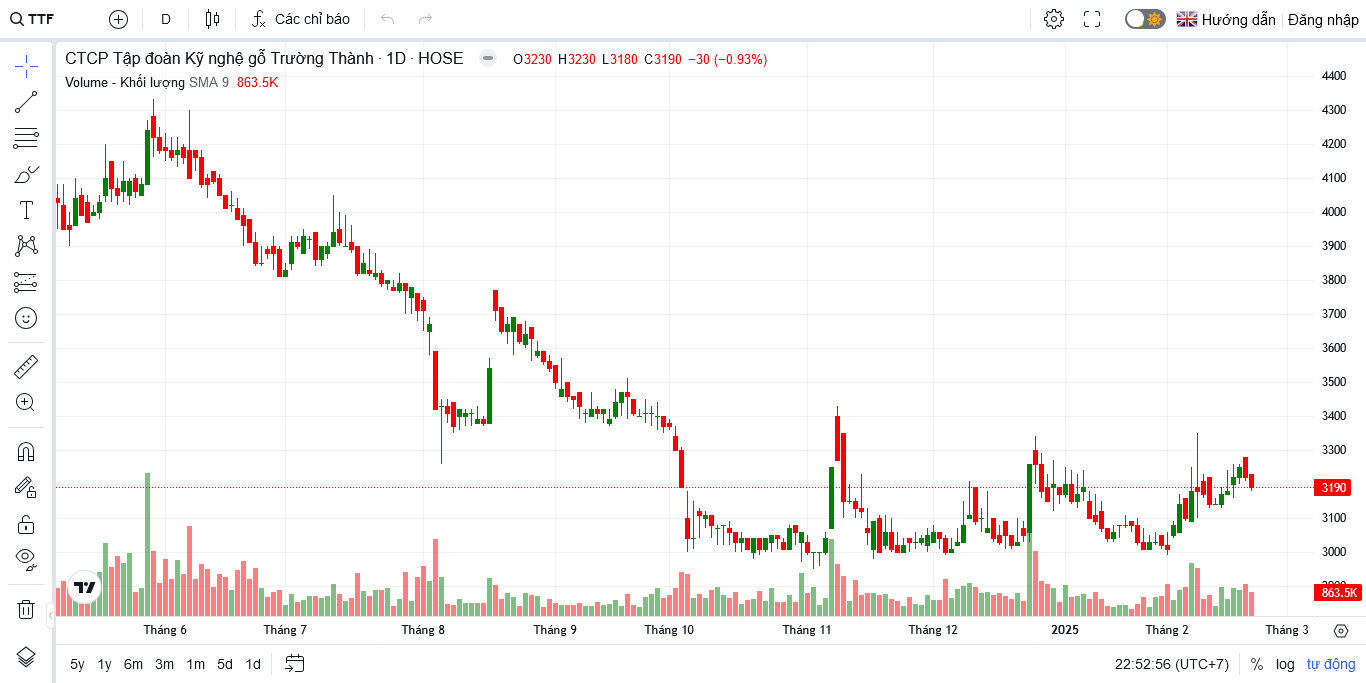 TTF D Các chỉ báo Hướng dẫn Đăng nhập
CTCP Tập đoàn Kỹ nghệ gỗ Trường Thành · 1D · HOSE O3230 H3230 L3180 C3190 −30 (−0.93%)
Volume - Khối lượng SMA 9 863.5K
4400
4300
4200
4100
4000
3900
3800
3700
3600
3500
3400
3300
3190
3100
3000
863.5K
Tháng 6 Tháng 7 Tháng 8 Tháng 9 Tháng 10 Tháng 11 Tháng 12 2025 Tháng 2 Tháng 3
5y 1y 6m 3m 1m 5d 1d 22:52:56 (UTC+7) % log tự động